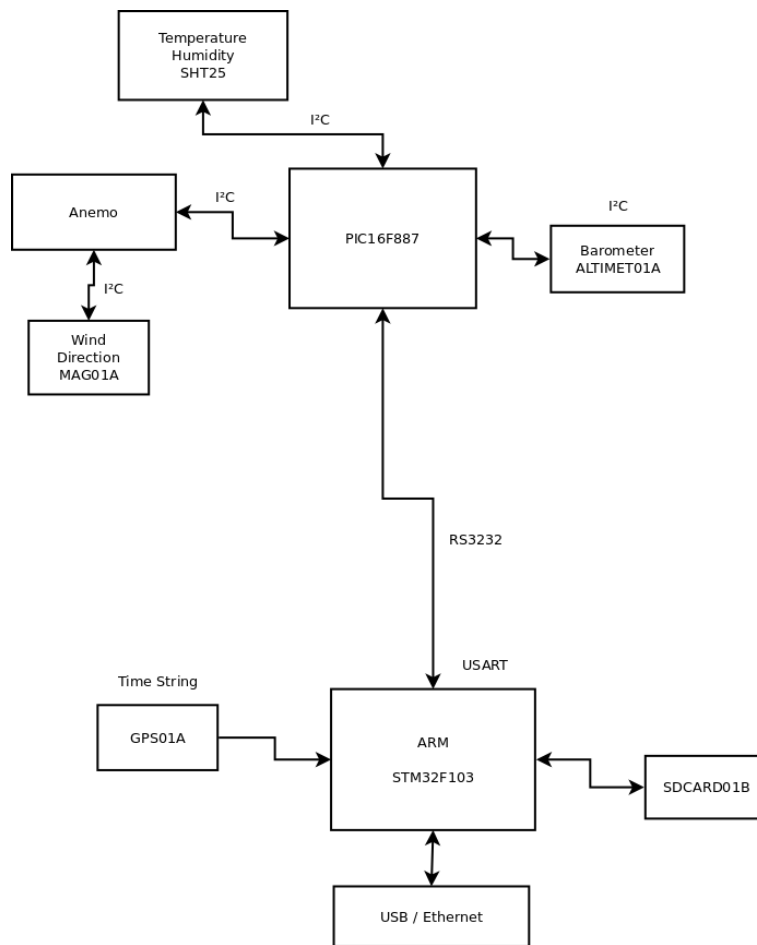 Temperature
Humidity
SHT25
I²C
Anemo
I²C
PIC16F887
I²C
Barometer
ALTIMET01A
I²C
Wind
Direction
MAG01A
RS3232
USART
Time String
GPS01A
ARM
STM32F103
SDCARD01B
USB / Ethernet